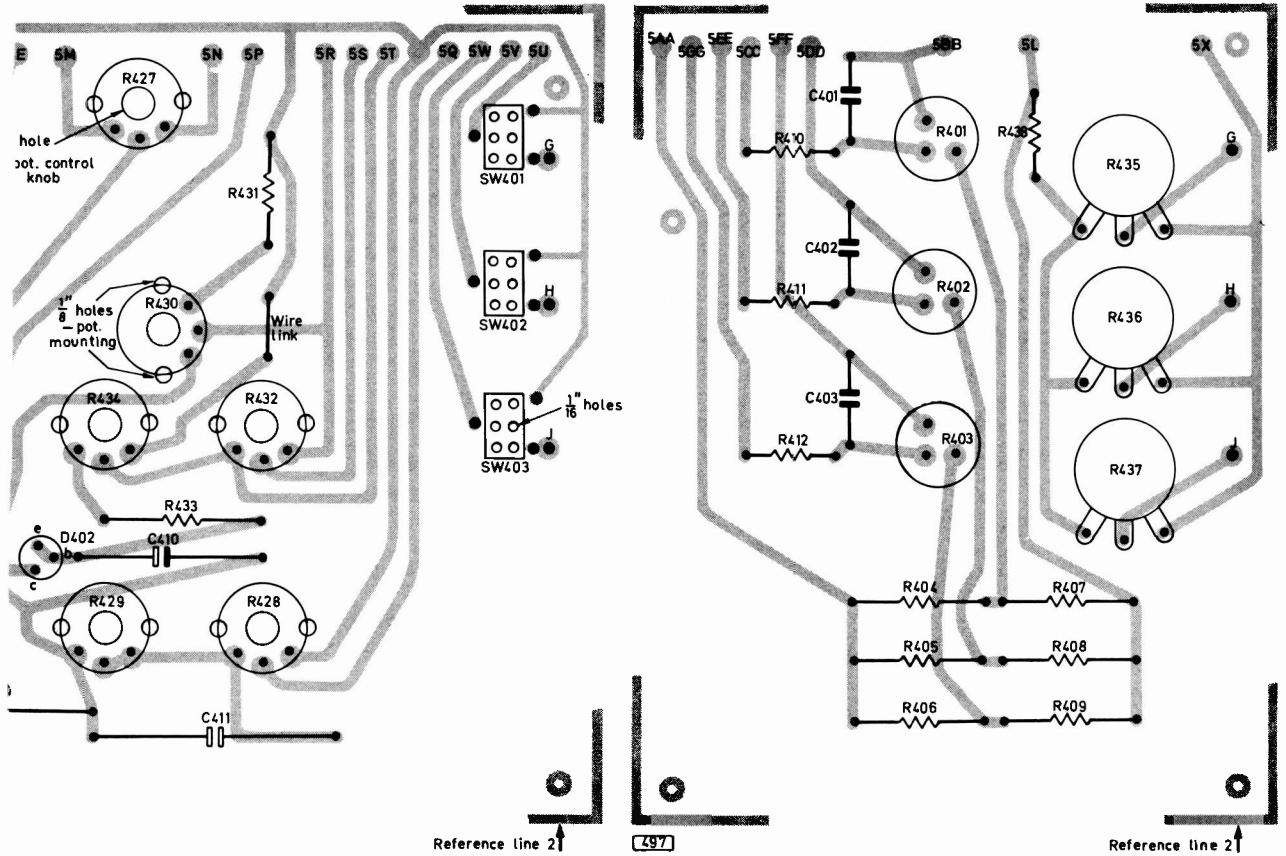 E 5M 5N 5P 5R 5S 5T 5Q 5W 5V 5U
R427
hole
pot. control
knob
R431
G
SW401
1/8" holes
– pot.
mounting
R430
Wire
link
H
SW402
R434
R432
1/16" holes
J
SW403
R433
e
D402
b
c
C410
R429
R428
C411
Reference line 2
5AA 5GG 5EE 5CC 5FF 5DD 5BB 5L 5X
C401
R410
R401
R438
R435
G
C402
R411
R402
R436
H
C403
R412
R403
R437
J
R404 R407
R405 R408
R406 R409
497
Reference line 2